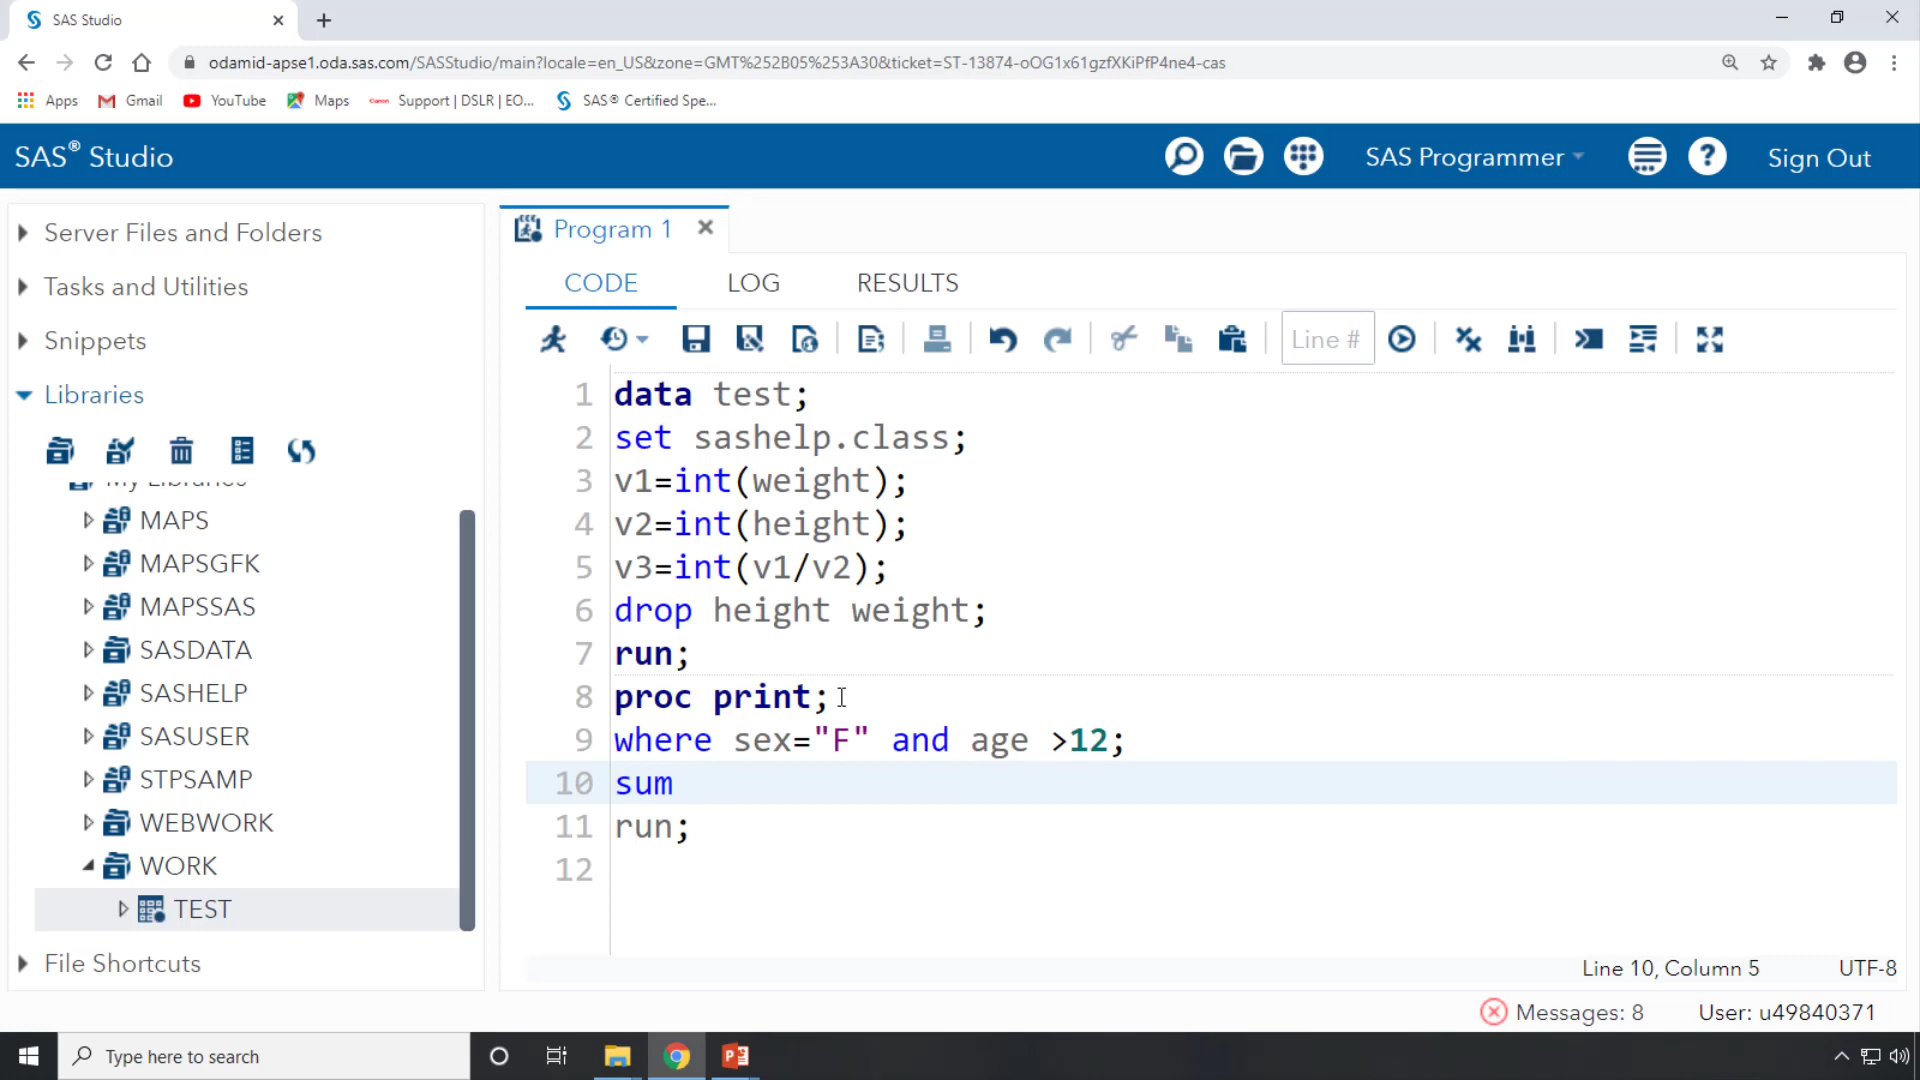 SAS Studio
odamid-apse1.oda.sas.com/SASStudio/main?locale=en_US&zone=GMT%252B05%253A30&ticket=ST-13874-oOG1x61gzfXKiPfP4ne4-cas
Apps Gmail YouTube Maps Support | DSLR | EO... SAS® Certified Spe...
SAS® Studio SAS Programmer Sign Out
Server Files and Folders
Tasks and Utilities
Snippets
Libraries
My Libraries
MAPS
MAPSGFK
MAPSSAS
SASDATA
SASHELP
SASUSER
STPSAMP
WEBWORK
WORK
TEST
File Shortcuts
Program 1
CODE LOG RESULTS
Line #
1 data test;
2 set sashelp.class;
3 v1=int(weight);
4 v2=int(height);
5 v3=int(v1/v2);
6 drop height weight;
7 run;
8 proc print;
9 where sex="F" and age >12;
10 sum
11 run;
12
Line 10, Column 5 UTF-8
Messages: 8 User: u49840371
Type here to search